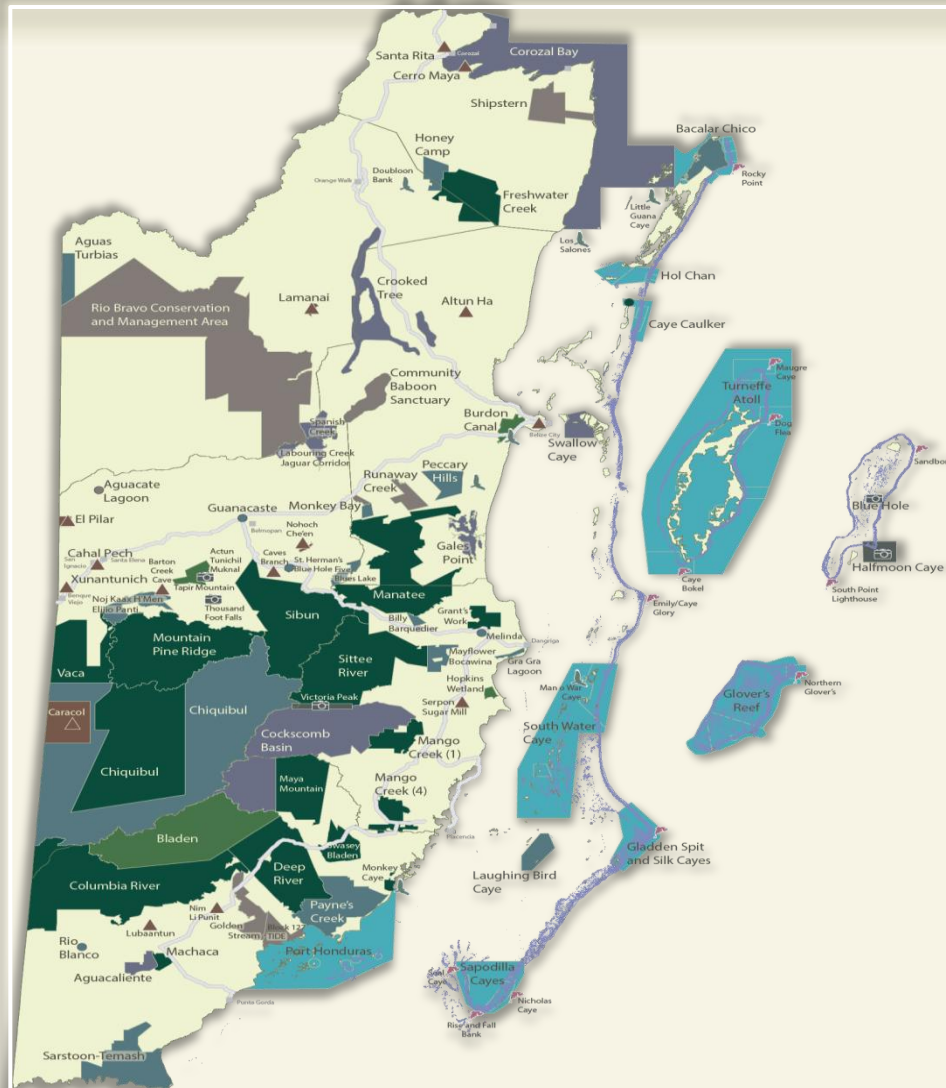 Santa Rita
Corozal
Corozal Bay
Cerro Maya
Shipstern
Bacalar Chico
Honey
Camp
Doubloon
Bank
Orange Walk
Rocky
Point
Freshwater
Creek
Little
Guana
Caye
Los
Salones
Aguas
Turbias
Hol Chan
Crooked
Tree
Lamanai
Altun Ha
Rio Bravo Conservation
and Management Area
Caye Caulker
Maugre
Caye
Turneffe
Atoll
Community
Baboon
Sanctuary
Dog
Flea
Burdon
Canal
Spanish
Creek
Belize City
Swallow
Caye
Labouring Creek
Jaguar Corridor
Sandbor
Peccary
Hills
Runaway
Creek
Aguacate
Lagoon
Blue Hole
Guanacaste
Monkey Bay
El Pilar
Belmopan
Nohoch
Che'en
Gales
Point
Halfmoon Caye
Cahal Pech
San
Ignacio
Santa Elena
Actun
Tunichil
Muknal
Barton
Creek
Cave
Caves
Branch
St. Herman's
Blue Hole
Five
Blues Lake
Caye
Bokel
South Point
Lighthouse
Xunantunich
Benque
Viejo
Tapir Mountain
Noj Kaax H'Men
Elijio Panti
Thousand
Foot Falls
Manatee
Emily/Caye
Glory
Sibun
Grant's
Work
Billy
Barquedier
Melinda
Dangriga
Mountain
Pine Ridge
Sittee
River
Mayflower
Bocawina
Gra Gra
Lagoon
Vaca
Hopkins
Wetland
Man o War
Caye
Northern
Glover's
Victoria Peak
Serpon
Sugar Mill
Glover's
Reef
Caracol
Chiquibul
South Water
Caye
Cockscomb
Basin
Mango
Creek (1)
Chiquibul
Maya
Mountain
Mango
Creek (4)
Bladen
Placencia
Swasey
Bladen
Gladden Spit
and Silk Cayes
Deep
River
Monkey
Caye
Laughing Bird
Caye
Columbia River
Payne's
Creek
Nim
Li Punit
Lubaantun
Golden
Stream
Block 127
TIDE
Rio
Blanco
Machaca
Port Honduras
Aguacaliente
Sapodilla
Cayes
Caye
Nicholas
Caye
Punta Gorda
Rise and Fall
Bank
Sarstoon-Temash